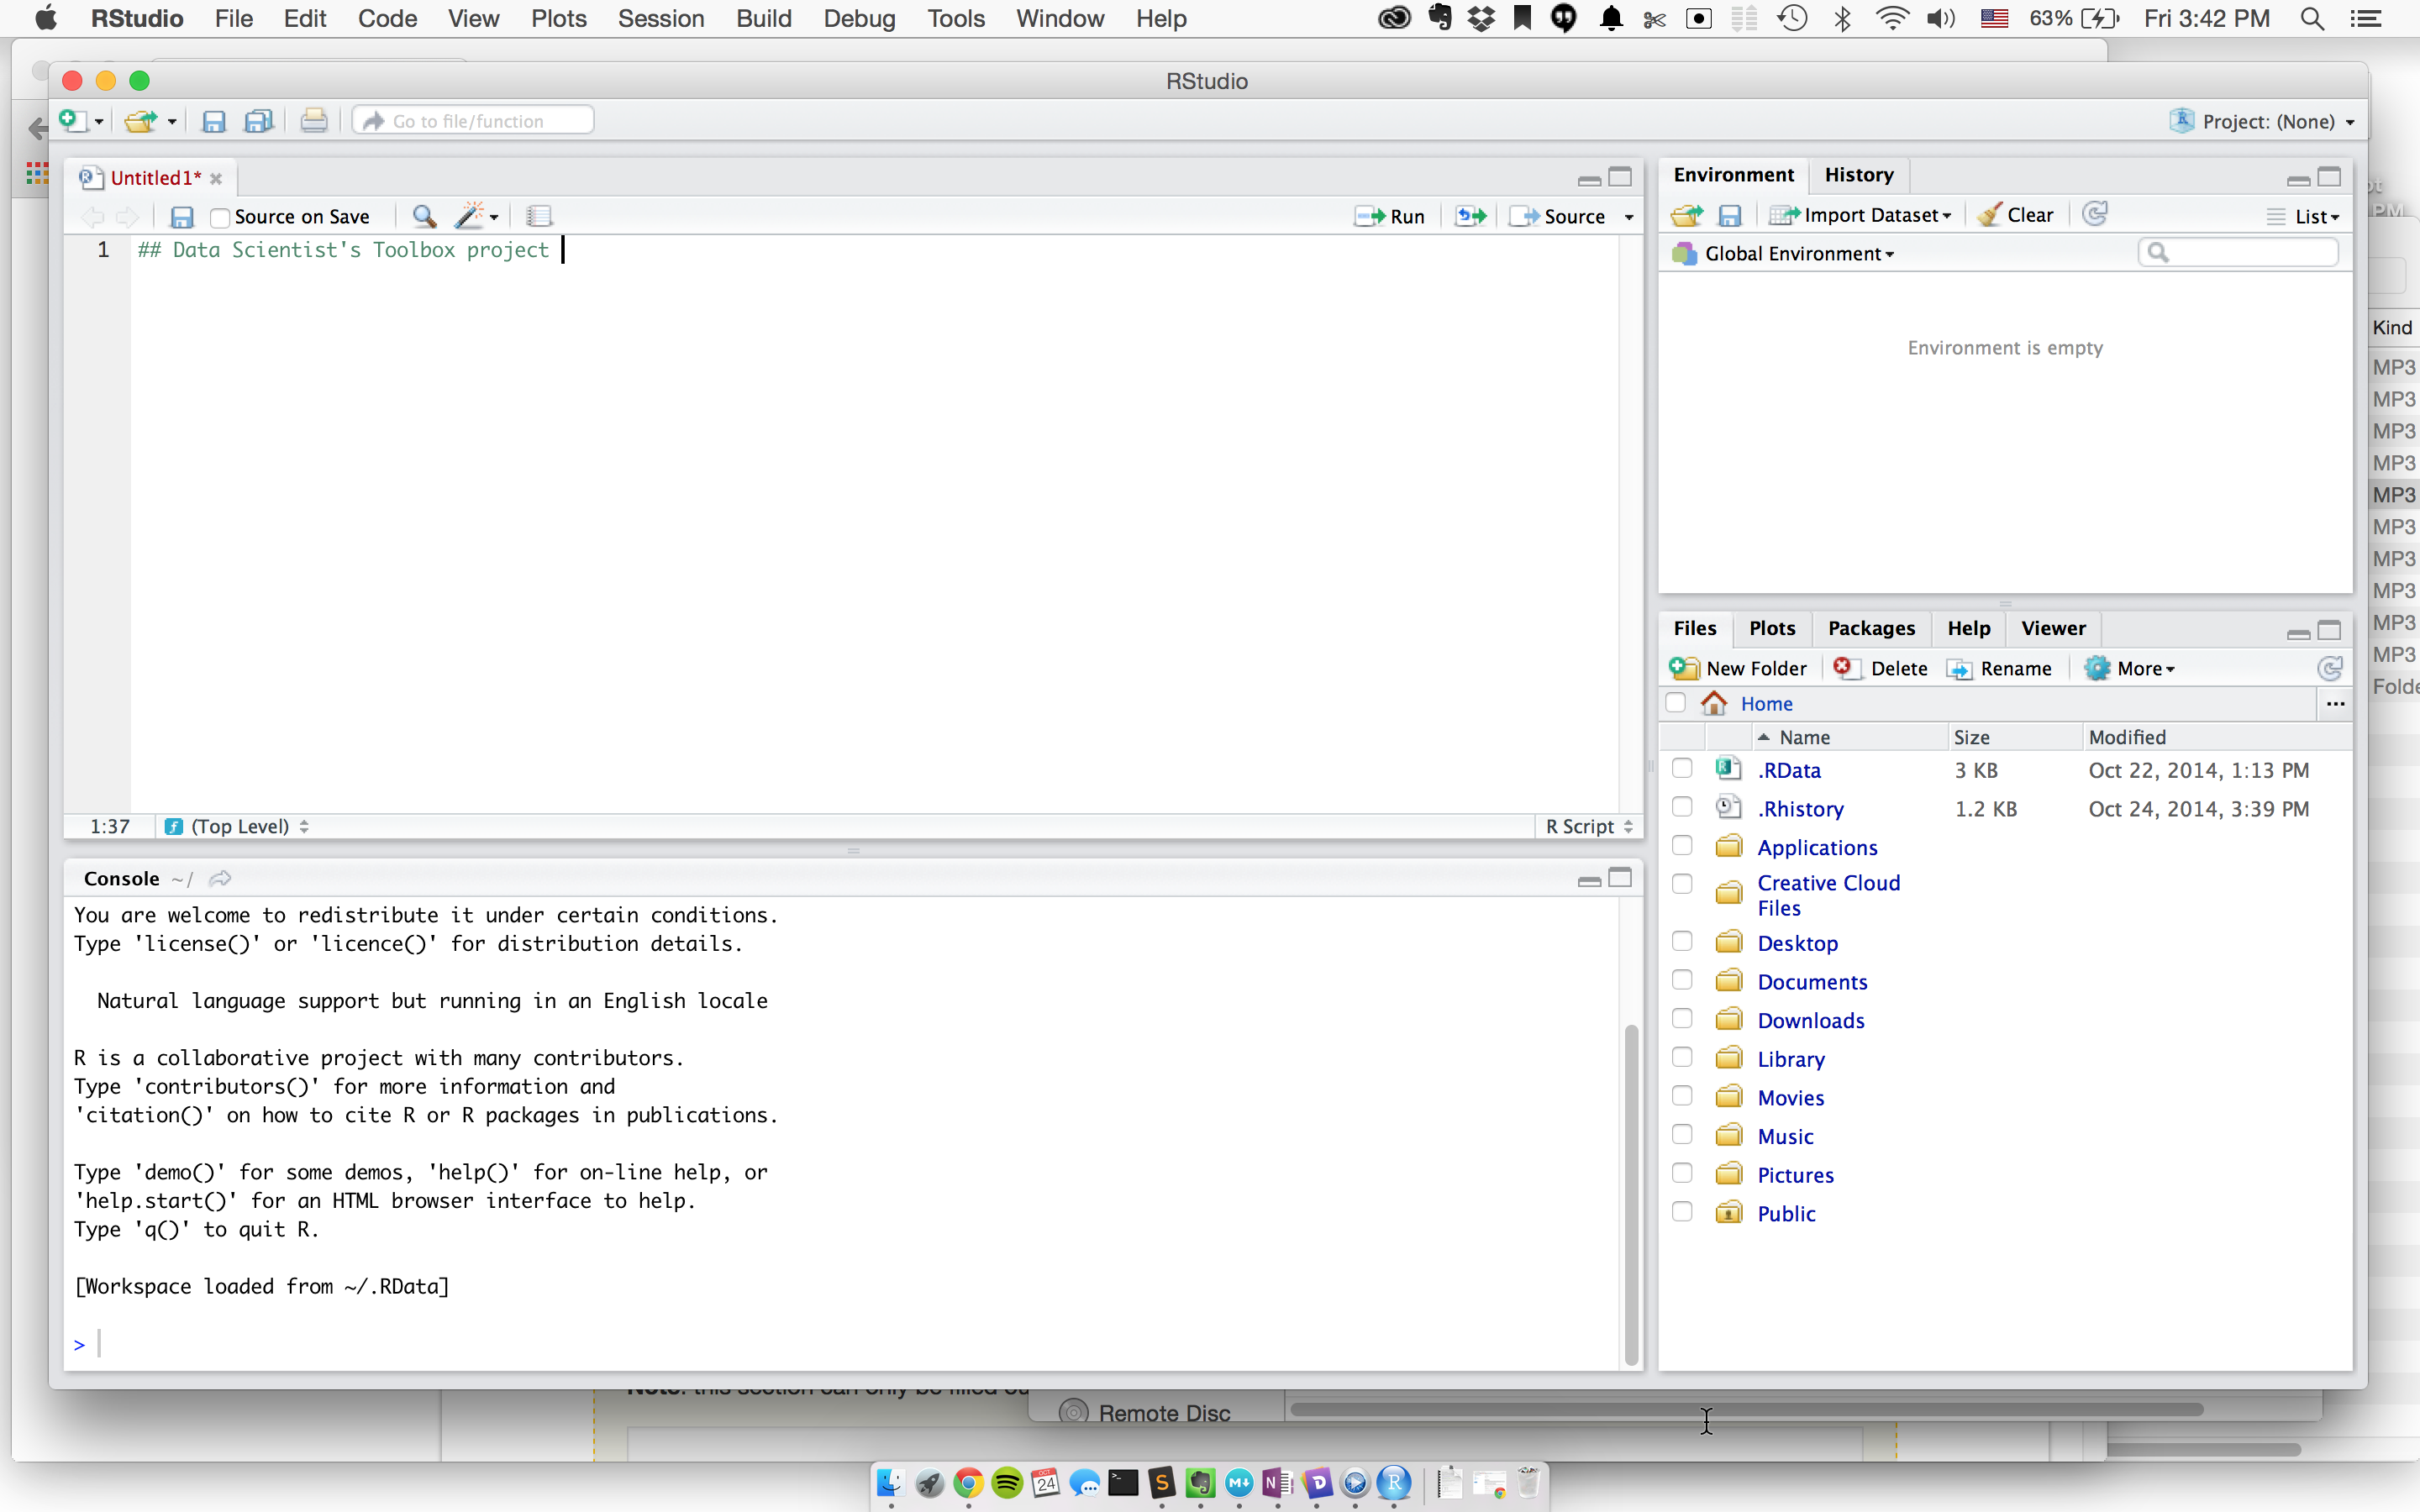 RStudio File Edit Code View Plots Session Build Debug Tools Window Help 63% Fri 3:42 PM
RStudio
Go to file/function
Project: (None)
Untitled1*
Source on Save
Run
Source
1 ## Data Scientist's Toolbox project
1:37 (Top Level) R Script
Console ~/
You are welcome to redistribute it under certain conditions.
Type 'license()' or 'licence()' for distribution details.
Natural language support but running in an English locale
R is a collaborative project with many contributors.
Type 'contributors()' for more information and
'citation()' on how to cite R or R packages in publications.
Type 'demo()' for some demos, 'help()' for on-line help, or
'help.start()' for an HTML browser interface to help.
Type 'q()' to quit R.
[Workspace loaded from ~/.RData]
>
Environment History
Import Dataset Clear List
Global Environment
Environment is empty
Files Plots Packages Help Viewer
New Folder Delete Rename More
Home ...
Name Size Modified
.RData 3 KB Oct 22, 2014, 1:13 PM
.Rhistory 1.2 KB Oct 24, 2014, 3:39 PM
Applications
Creative Cloud
Files
Desktop
Documents
Downloads
Library
Movies
Music
Pictures
Public
PM
Kind
MP3
MP3
MP3
MP3
MP3
MP3
MP3
MP3
MP3
MP3
Remote Disc
OCT
24